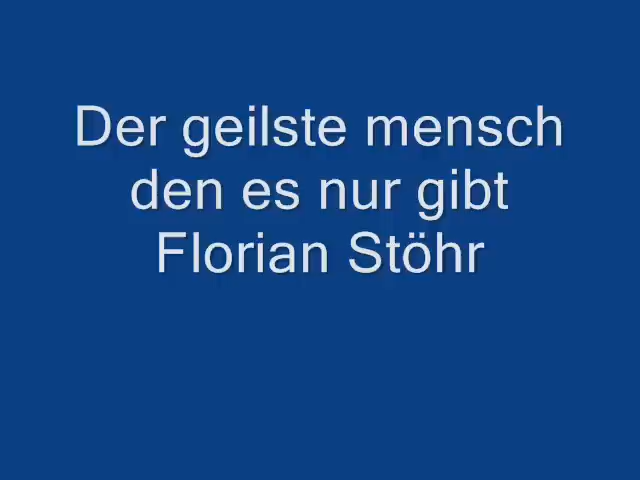 Der geilste mensch
den es nur gibt
Florian Stöhr